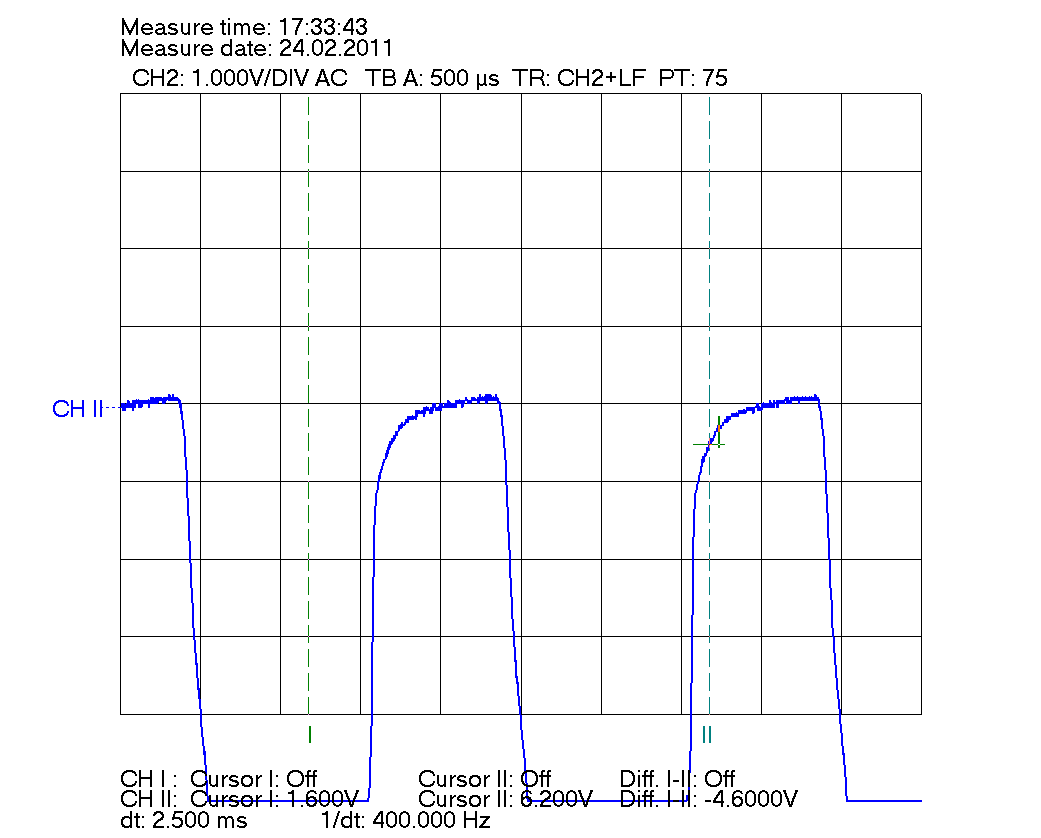 Measure time: 17:33:43
Measure date: 24.02.2011
CH2: 1.000V/DIV AC TB A: 500 µs TR: CH2+LF PT: 75
CH II
I II
CH I : Cursor I: Off Cursor II: Off Diff. I-II: Off
CH II: Cursor I: 1.600V Cursor II: 6.200V Diff. I-II: -4.6000V
dt: 2.500 ms 1/dt: 400.000 Hz